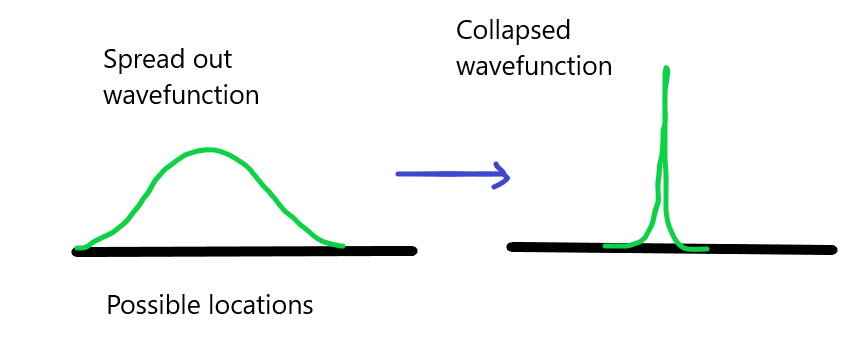 Spread out
wavefunction
Collapsed
wavefunction
Possible locations